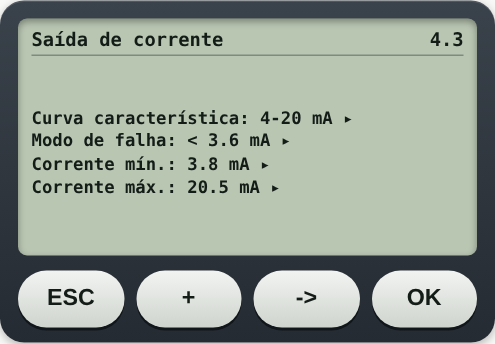 Saída de corrente 4.3
Curva característica: 4-20 mA ▸
Modo de falha: < 3.6 mA ▸
Corrente mín.: 3.8 mA ▸
Corrente máx.: 20.5 mA ▸
ESC + -> OK